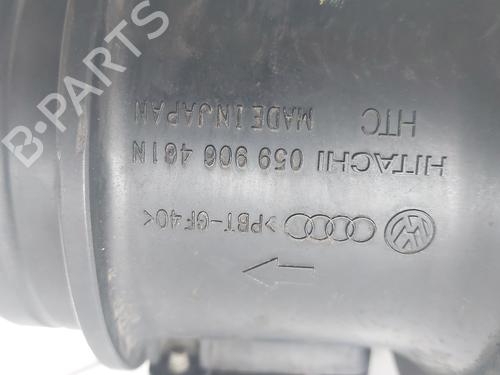 >PBT-GF40<
HITACHI 059 906 461N
HTC MADE IN JAPAN
B-PARTS